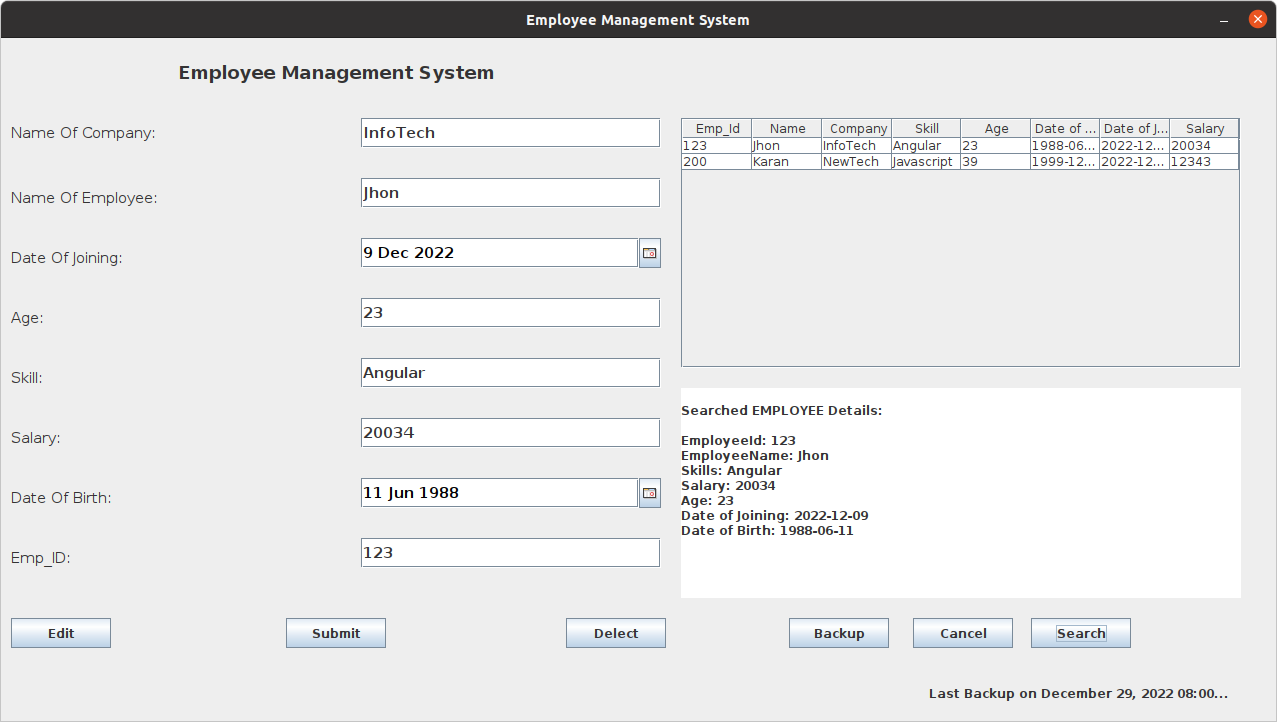 Employee Management System
Employee Management System
Name Of Company:
InfoTech
Name Of Employee:
Jhon
Date Of Joining:
9 Dec 2022
Age:
23
Skill:
Angular
Salary:
20034
Date Of Birth:
11 Jun 1988
Emp_ID:
123
Emp_Id Name Company Skill Age Date of ... Date of J... Salary
123 Jhon InfoTech Angular 23 1988-06... 2022-12... 20034
200 Karan NewTech Javascript 39 1999-12... 2022-12... 12343
Searched EMPLOYEE Details:
EmployeeId: 123
EmployeeName: Jhon
Skills: Angular
Salary: 20034
Age: 23
Date of Joining: 2022-12-09
Date of Birth: 1988-06-11
Edit Submit Delect Backup Cancel Search
Last Backup on December 29, 2022 08:00...